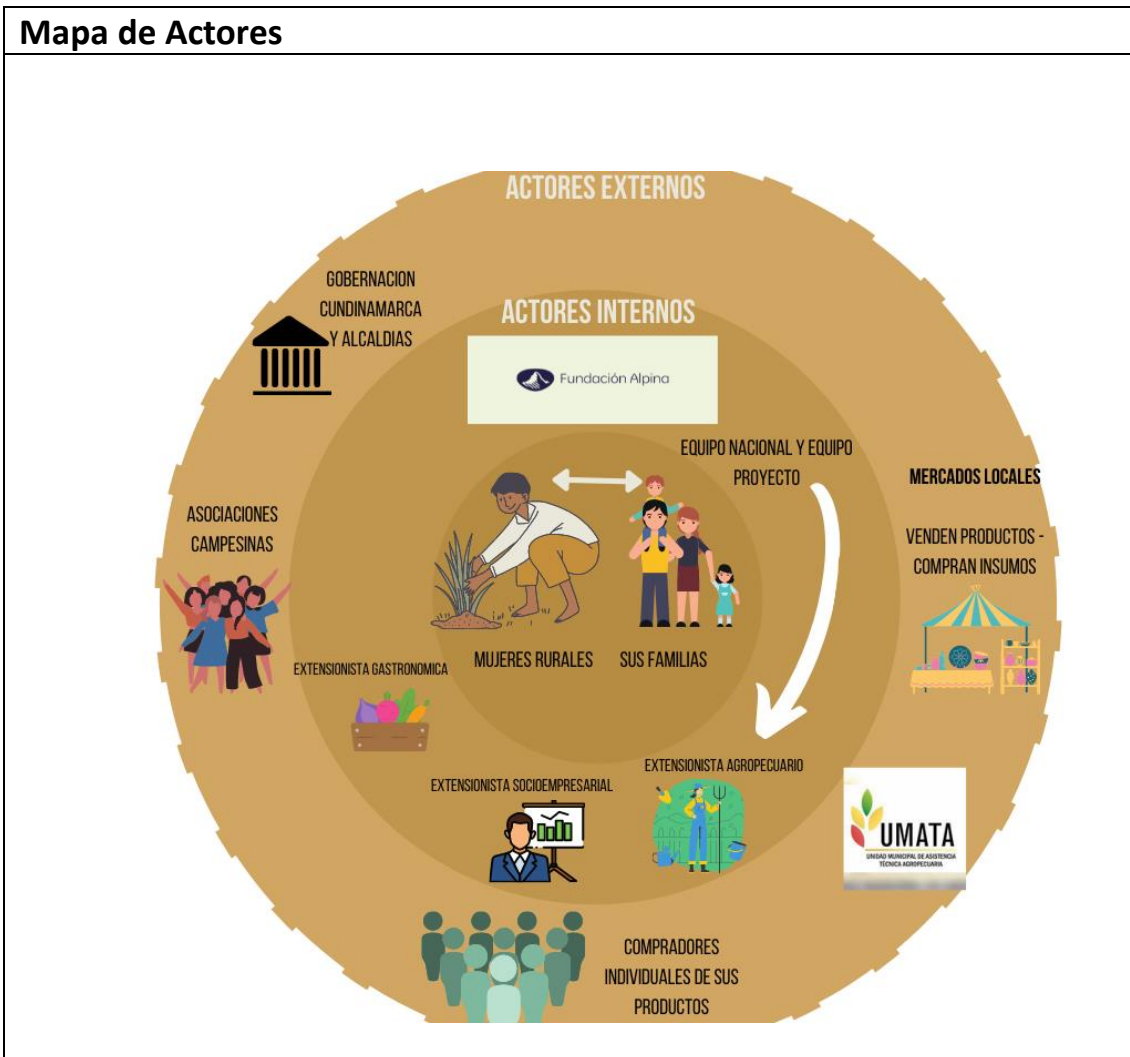 Mapa de Actores
ACTORES EXTERNOS
GOBERNACION
CUNDINAMARCA
Y ALCALDIAS
ACTORES INTERNOS
Fundación Alpina
EQUIPO NACIONAL Y EQUIPO
PROYECTO
MERCADOS LOCALES
VENDEN PRODUCTOS -
COMPRAN INSUMOS
ASOCIACIONES
CAMPESINAS
MUJERES RURALES
SUS FAMILIAS
EXTENSIONISTA GASTRONOMICA
EXTENSIONISTA SOCIOEMPRESARIAL
EXTENSIONISTA AGROPECUARIO
UMATA
UNIDAD MUNICIPAL DE ASISTENCIA
TÉCNICA AGROPECUARIA
COMPRADORES
INDIVIDUALES DE SUS
PRODUCTOS